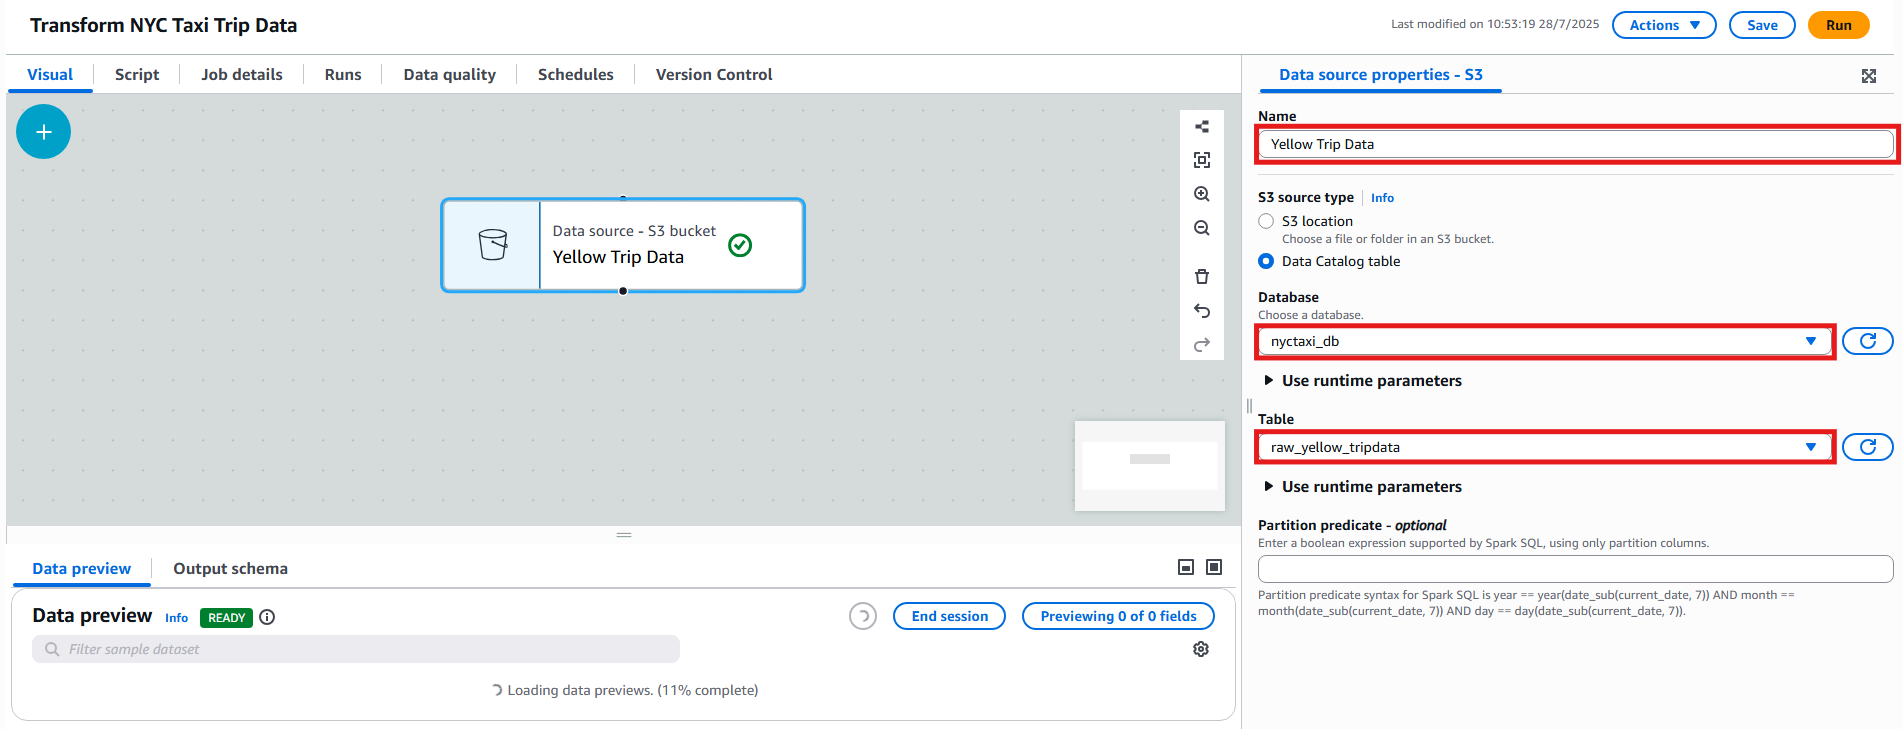 Transform NYC Taxi Trip Data
Last modified on 10:53:19 28/7/2025
Actions
Save
Run
Visual
Script
Job details
Runs
Data quality
Schedules
Version Control
Data source - S3 bucket
Yellow Trip Data
Data preview
Output schema
Data preview
Info
READY
End session
Previewing 0 of 0 fields
Filter sample dataset
Loading data previews. (11% complete)
Data source properties - S3
Name
Yellow Trip Data
S3 source type
Info
S3 location
Choose a file or folder in an S3 bucket.
Data Catalog table
Database
Choose a database.
nyctaxi_db
Use runtime parameters
Table
raw_yellow_tripdata
Use runtime parameters
Partition predicate - optional
Enter a boolean expression supported by Spark SQL, using only partition columns.
Partition predicate syntax for Spark SQL is year == year(date_sub(current_date, 7)) AND month ==
month(date_sub(current_date, 7)) AND day == day(date_sub(current_date, 7)).